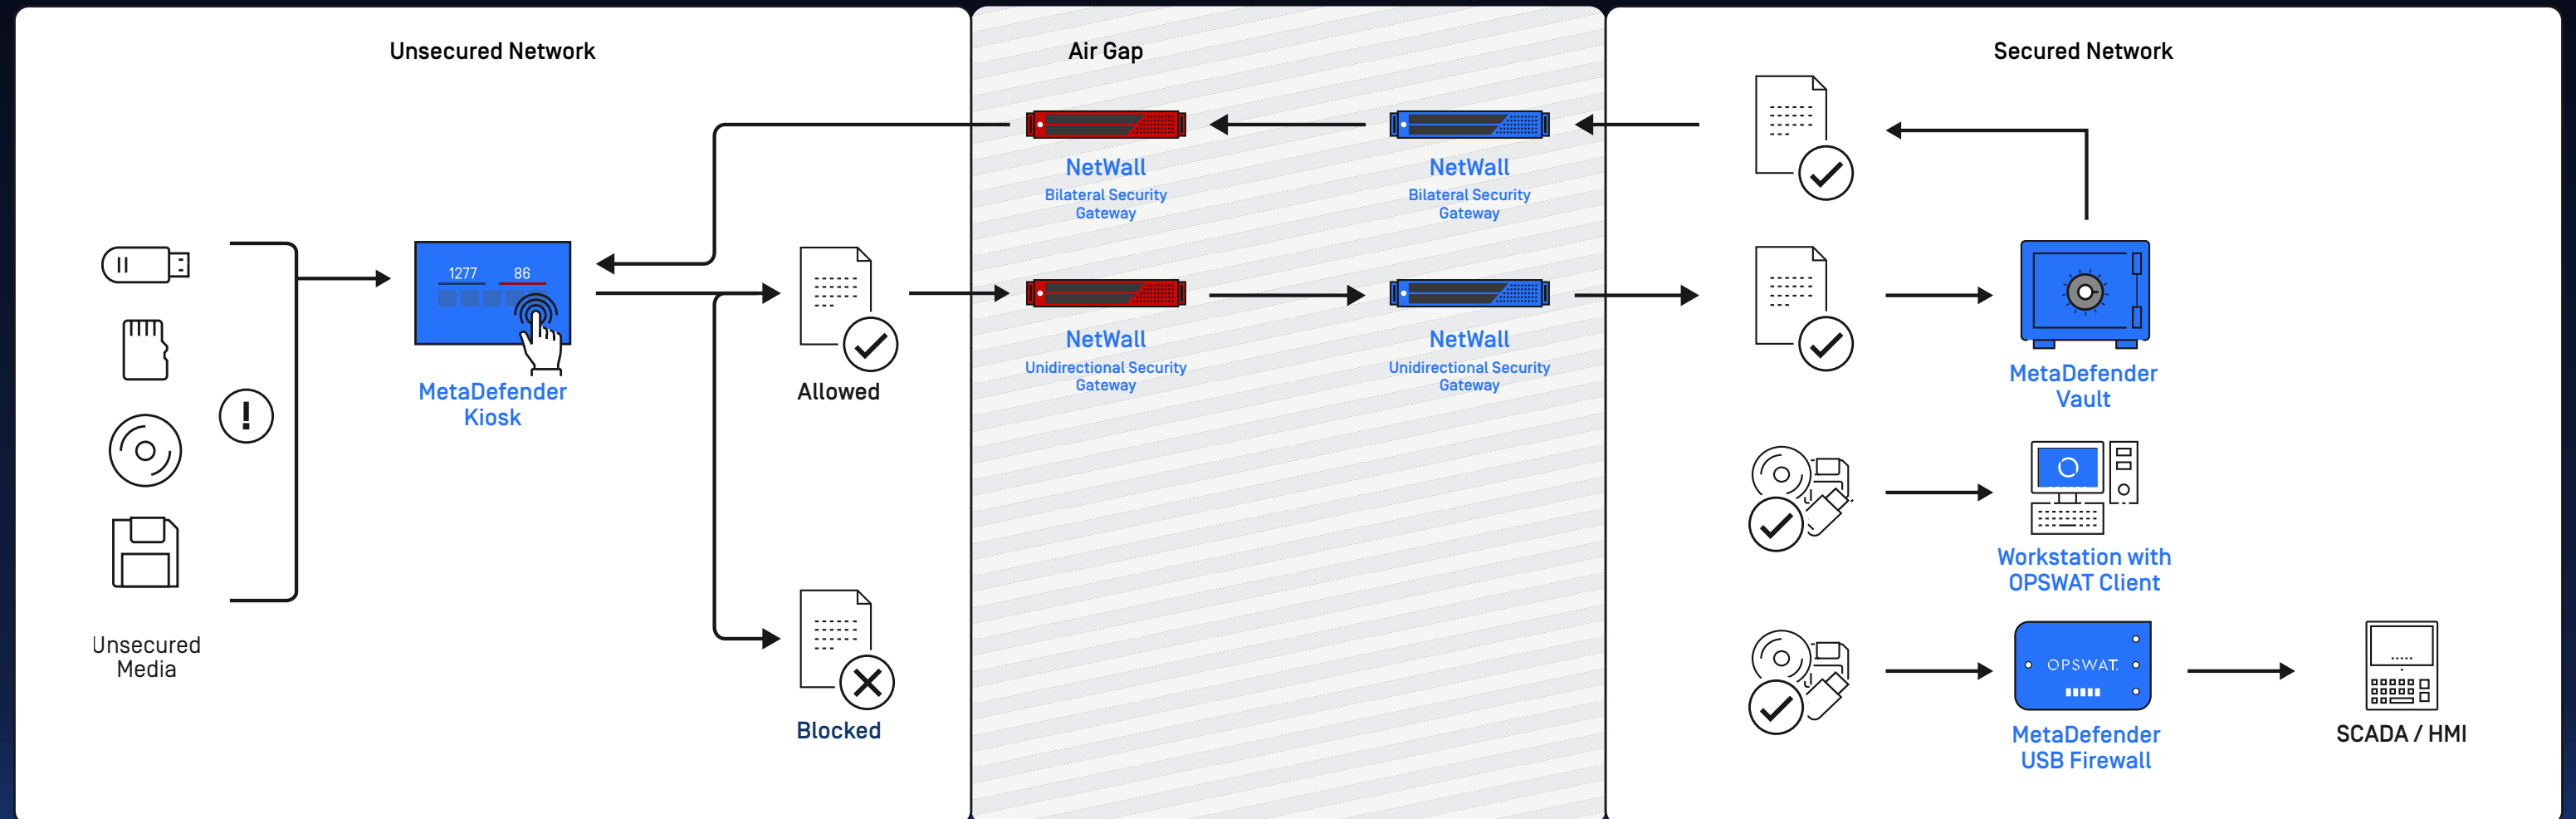 Unsecured Network
Air Gap
Secured Network
NetWall
Bilateral Security
Gateway
NetWall
Bilateral Security
Gateway
1277 86
MetaDefender
Kiosk
Allowed
NetWall
Unidirectional Security
Gateway
NetWall
Unidirectional Security
Gateway
MetaDefender
Vault
Workstation with
OPSWAT Client
Unsecured
Media
Blocked
OPSWAT.
MetaDefender
USB Firewall
SCADA / HMI